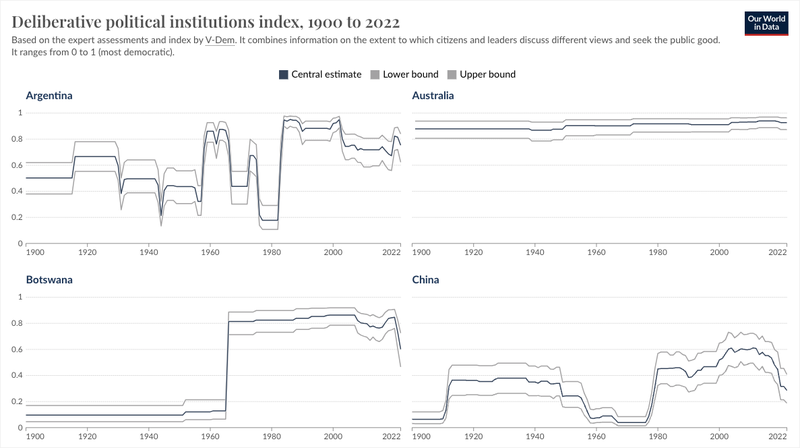 Deliberative political institutions index, 1900 to 2022
Our World
in Data
Based on the expert assessments and index by V-Dem. It combines information on the extent to which citizens and leaders discuss different views and seek the public good.
It ranges from 0 to 1 (most democratic).
Central estimate Lower bound Upper bound
Argentina Australia
1
0.8
0.6
0.4
0.2
0
1900 1920 1940 1960 1980 2000 2022 1900 1920 1940 1960 1980 2000 2022
Botswana China
1
0.8
0.6
0.4
0.2
0
1900 1920 1940 1960 1980 2000 2022 1900 1920 1940 1960 1980 2000 2022